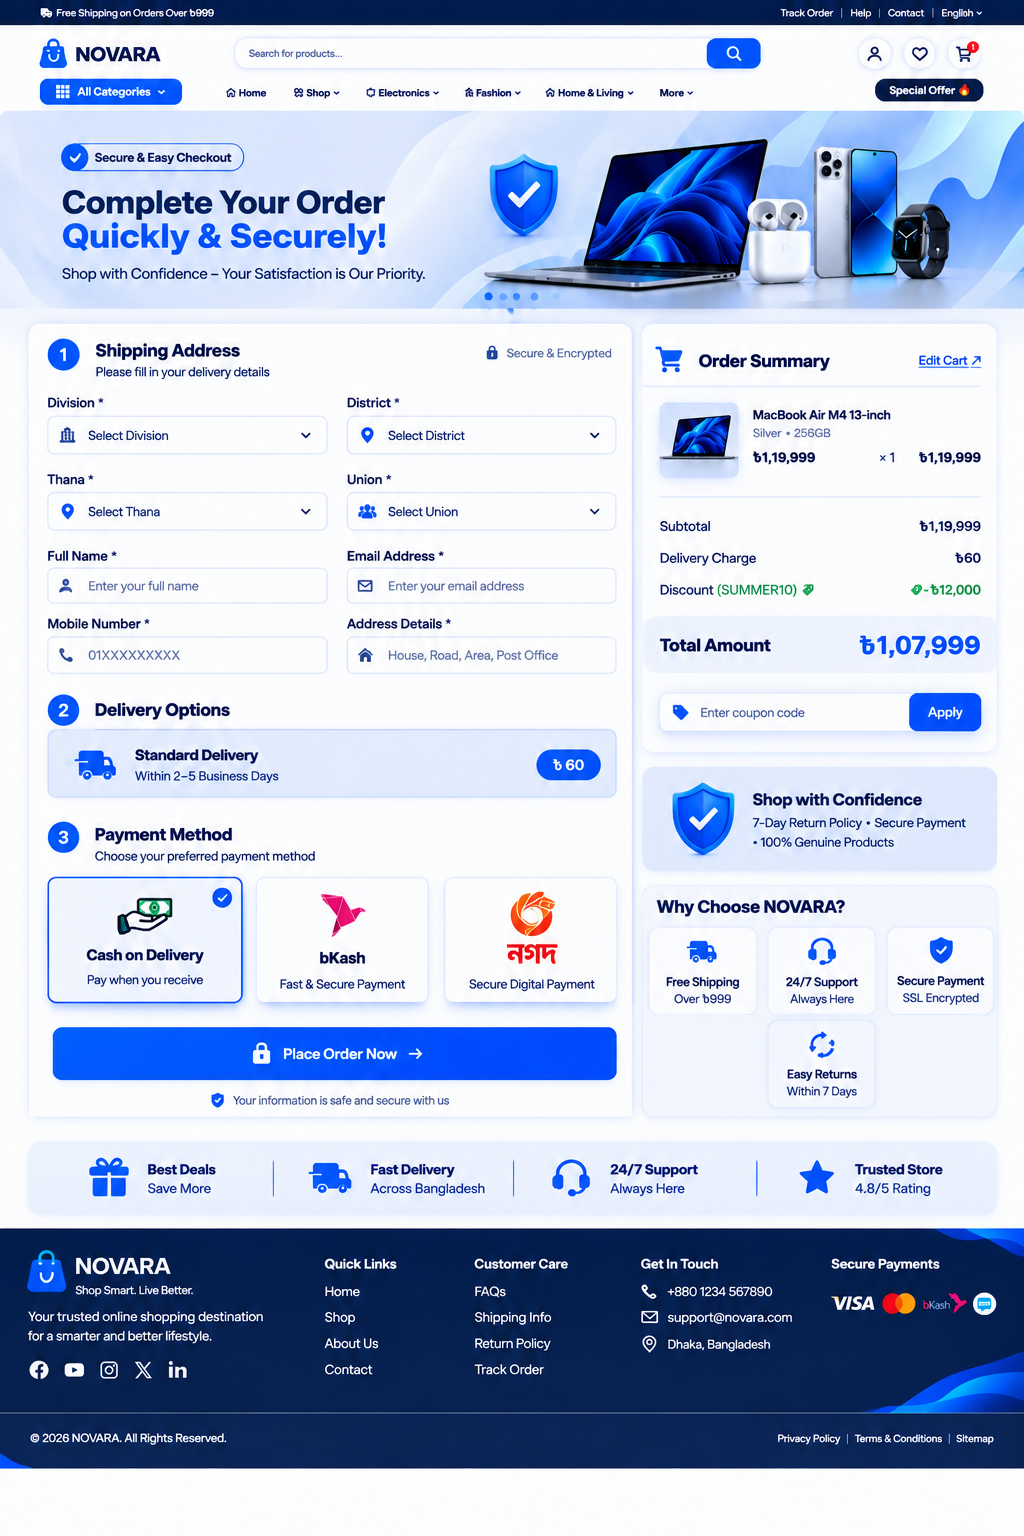 Free Shipping on Orders Over ৳999
Track Order | Help | Contact | English
NOVARA
Search for products...
1
All Categories
Home
Shop
Electronics
Fashion
Home & Living
More
Special Offer
Secure & Easy Checkout
Complete Your Order
Quickly & Securely!
Shop with Confidence – Your Satisfaction is Our Priority.
1
Shipping Address
Please fill in your delivery details
Secure & Encrypted
Division *
District *
Select Division
Select District
Thana *
Union *
Select Thana
Select Union
Full Name *
Email Address *
Enter your full name
Enter your email address
Mobile Number *
Address Details *
01XXXXXXXXX
House, Road, Area, Post Office
2
Delivery Options
Standard Delivery
Within 2–5 Business Days
৳ 60
3
Payment Method
Choose your preferred payment method
Cash on Delivery
Pay when you receive
bKash
Fast & Secure Payment
নগদ
Secure Digital Payment
Place Order Now →
Your information is safe and secure with us
Order Summary
Edit Cart ↗
MacBook Air M4 13-inch
Silver • 256GB
৳1,19,999 × 1 ৳1,19,999
Subtotal ৳1,19,999
Delivery Charge ৳60
Discount (SUMMER10) -৳12,000
Total Amount ৳1,07,999
Enter coupon code
Apply
Shop with Confidence
7-Day Return Policy • Secure Payment
• 100% Genuine Products
Why Choose NOVARA?
Free Shipping
Over ৳999
24/7 Support
Always Here
Secure Payment
SSL Encrypted
Easy Returns
Within 7 Days
Best Deals
Save More
Fast Delivery
Across Bangladesh
24/7 Support
Always Here
Trusted Store
4.8/5 Rating
NOVARA
Shop Smart. Live Better.
Your trusted online shopping destination
for a smarter and better lifestyle.
Quick Links
Home
Shop
About Us
Contact
Customer Care
FAQs
Shipping Info
Return Policy
Track Order
Get In Touch
+880 1234 567890
support@novara.com
Dhaka, Bangladesh
Secure Payments
VISA
bKash
© 2026 NOVARA. All Rights Reserved.
Privacy Policy | Terms & Conditions | Sitemap